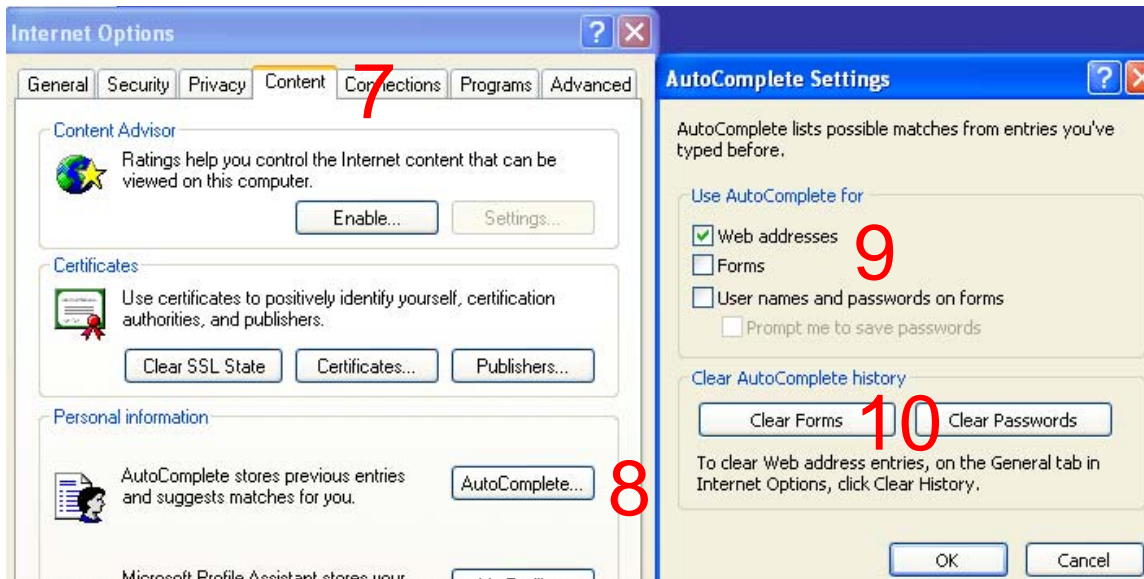 Internet Options
General Security Privacy Content Connections Programs Advanced
7
Content Advisor
Ratings help you control the Internet content that can be
viewed on this computer.
Enable... Settings...
Certificates
Use certificates to positively identify yourself, certification
authorities, and publishers.
Clear SSL State Certificates... Publishers...
Personal information
AutoComplete stores previous entries
and suggests matches for you.
AutoComplete...
8
Microsoft Profile Assistant stores your
AutoComplete Settings
AutoComplete lists possible matches from entries you've
typed before.
Use AutoComplete for
Web addresses
9
Forms
User names and passwords on forms
Prompt me to save passwords
Clear AutoComplete history
Clear Forms 10 Clear Passwords
To clear Web address entries, on the General tab in
Internet Options, click Clear History.
OK Cancel